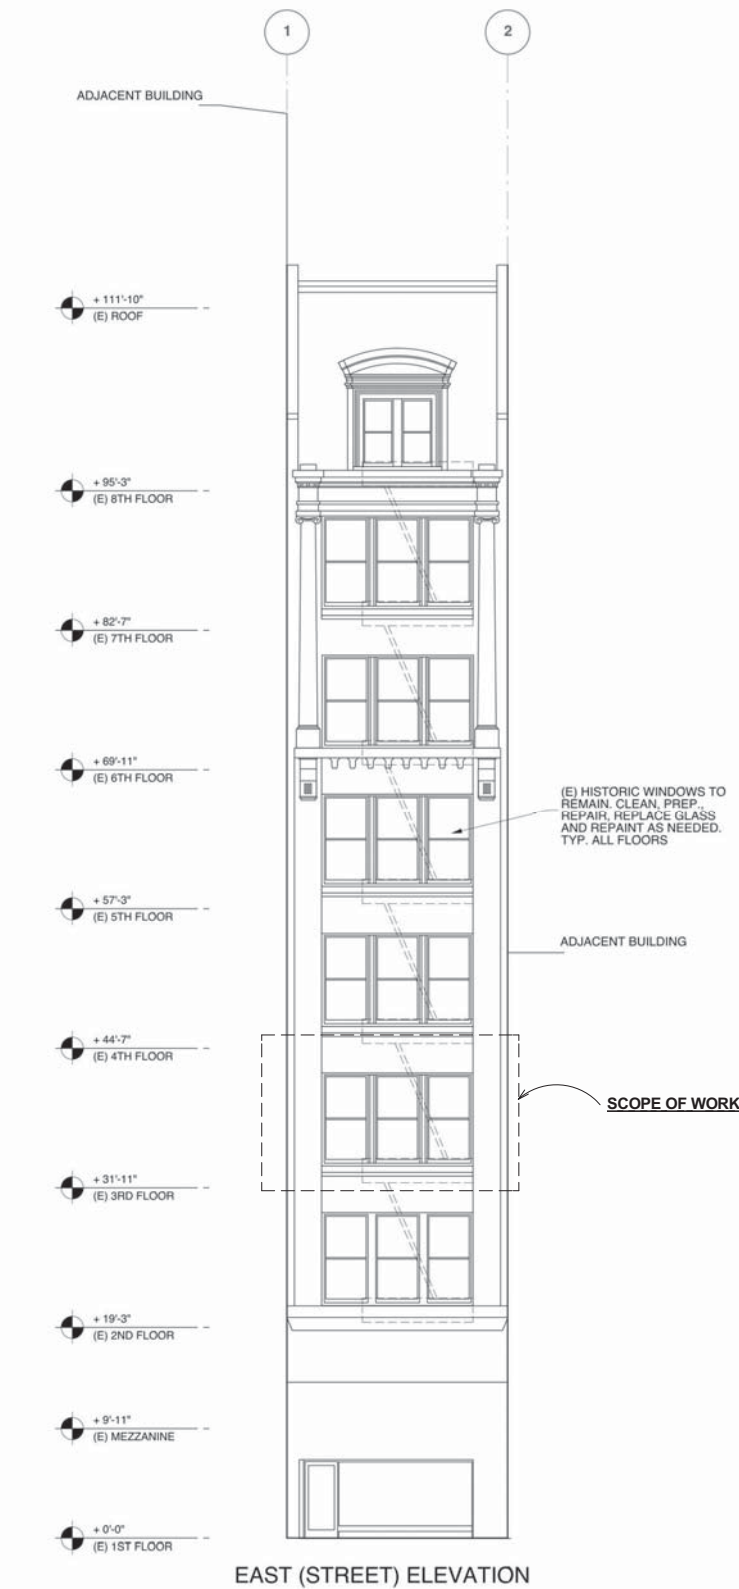 1
2
ADJACENT BUILDING
+ 111'-10"
(E) ROOF
+ 95'-3"
(E) 8TH FLOOR
+ 82'-7"
(E) 7TH FLOOR
+ 69'-11"
(E) 6TH FLOOR
(E) HISTORIC WINDOWS TO
REMAIN. CLEAN, PREP.,
REPAIR, REPLACE GLASS
AND REPAINT AS NEEDED.
TYP. ALL FLOORS
+ 57'-3"
(E) 5TH FLOOR
ADJACENT BUILDING
+ 44'-7"
(E) 4TH FLOOR
SCOPE OF WORK
+ 31'-11"
(E) 3RD FLOOR
+ 19'-3"
(E) 2ND FLOOR
+ 9'-11"
(E) MEZZANINE
+ 0'-0"
(E) 1ST FLOOR
EAST (STREET) ELEVATION